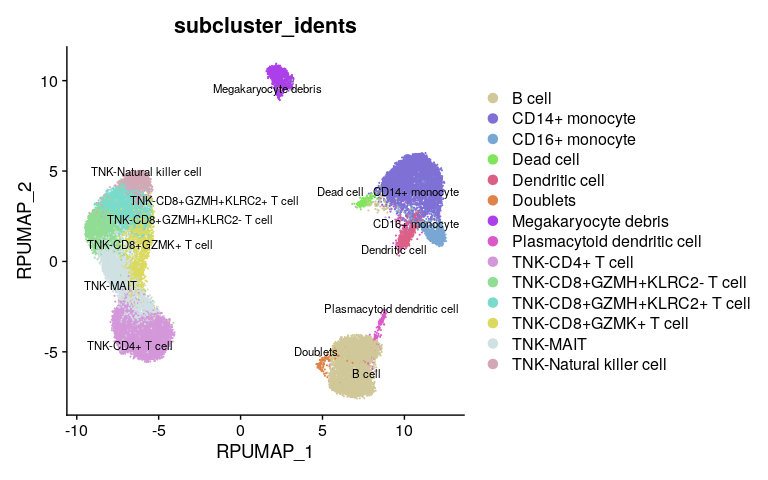 subcluster_idents
10
5
0
-5
RPUMAP_2
-10
-5
0
5
10
RPUMAP_1
Megakaryocyte debris
TNK-Natural killer cell
TNK-CD8+GZMH+KLRC2+ T cell
TNK-CD8+GZMH+KLRC2- T cell
TNK-CD8+GZMK+ T cell
TNK-MAIT
TNK-CD4+ T cell
Dead cell
CD14+ monocyte
CD16+ monocyte
Dendritic cell
Plasmacytoid dendritic cell
Doublets
B cell
B cell
CD14+ monocyte
CD16+ monocyte
Dead cell
Dendritic cell
Doublets
Megakaryocyte debris
Plasmacytoid dendritic cell
TNK-CD4+ T cell
TNK-CD8+GZMH+KLRC2- T cell
TNK-CD8+GZMH+KLRC2+ T cell
TNK-CD8+GZMK+ T cell
TNK-MAIT
TNK-Natural killer cell